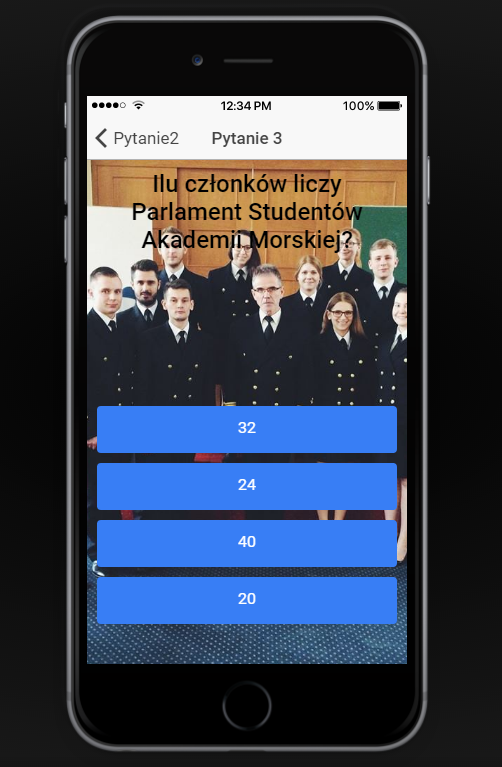 12:34 PM 100%
Pytanie2 Pytanie 3
Ilu członków liczy
Parlament Studentów
Akademii Morskiej?
32
24
40
20